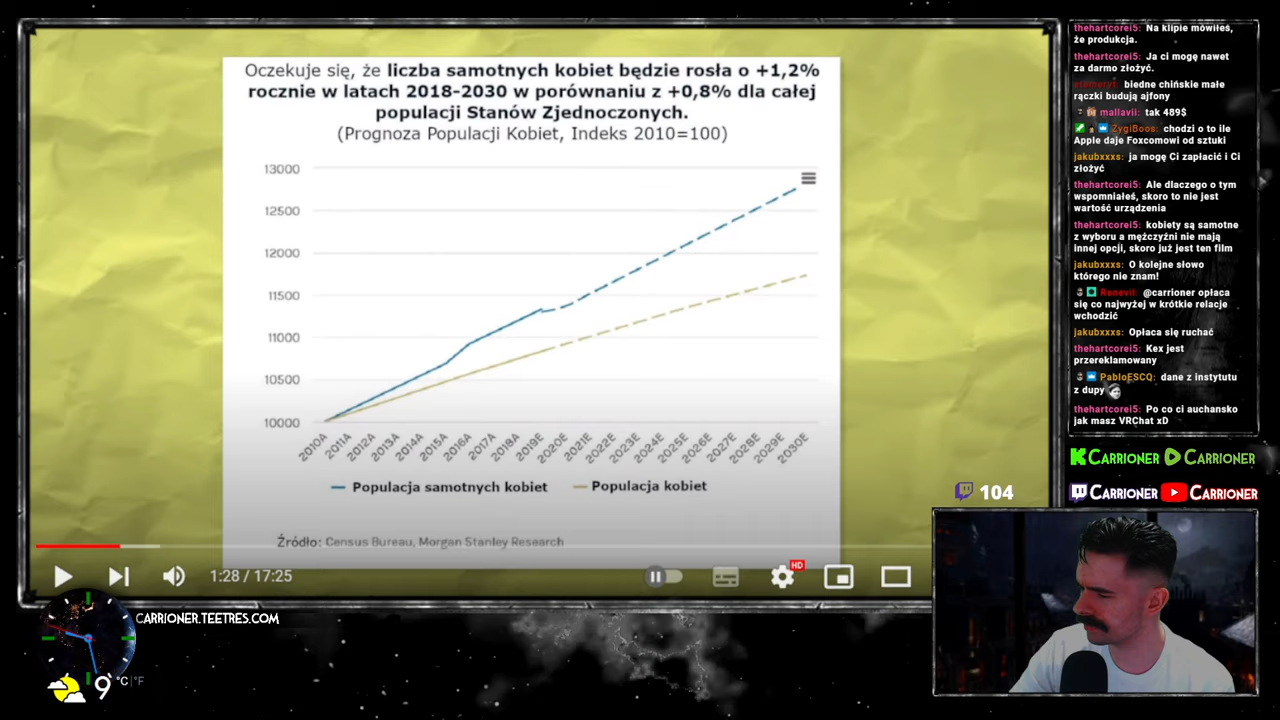 Oczekuje się, że liczba samotnych kobiet będzie rosła o +1,2%
rocznie w latach 2018-2030 w porównaniu z +0,8% dla całej
populacji Stanów Zjednoczonych.
(Prognoza Populacji Kobiet, Indeks 2010=100)
13000
12500
12000
11500
11000
10500
10000
2010A
2011A
2012A
2013A
2014A
2015A
2016A
2017A
2018A
2019E
2020E
2021E
2022E
2023E
2024E
2025E
2026E
2027E
2028E
2029E
2030E
Populacja samotnych kobiet
Populacja kobiet
Źródło: Census Bureau, Morgan Stanley Research
1:28 / 17:25
HD
104
CARRIONER.TEETRES.COM
9 °C|°F
thehartcorei5: Na klipie mówiłeś,
że produkcja.
thehartcorei5: Ja ci mogę nawet
za darmo złożyć.
biedne chińskie małe
rączki budują ajfony
mallavii: tak 489$
ZygiBoos: chodzi o to ile
Apple daje Foxcomowi od sztuki
jakubxxxs: ja mogę Ci zapłacić i Ci
złożyć
thehartcorei5: Ale dlaczego o tym
wspomniałeś, skoro to nie jest
wartość urządzenia
thehartcorei5: kobiety są samotne
z wyboru a mężczyźni nie mają
innej opcji, skoro już jest ten film
jakubxxxs: O kolejne słowo
którego nie znam!
Renevil: @carrioner opłaca
się co najwyżej w krótkie relacje
wchodzić
jakubxxxs: Opłaca się ruchać
thehartcorei5: Kex jest
przereklamowany
PabloESCQ: dane z instytutu
z dupy
thehartcorei5: Po co ci auchansko
jak masz VRChat xD
K CARRIONER CARRIONER
CARRIONER CARRIONER